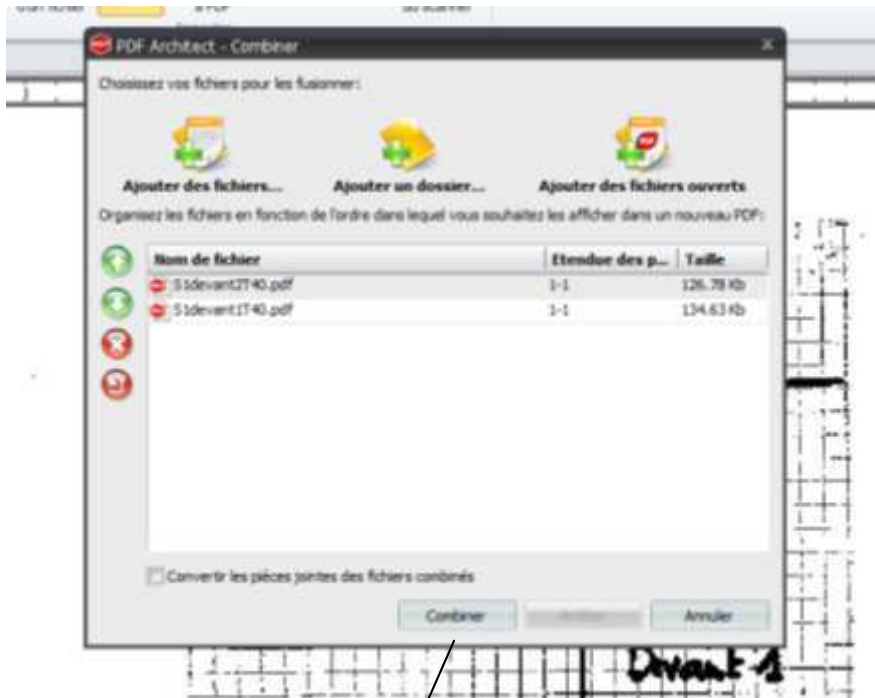 à PDF
du scanner
PDF Architect - Combiner
Choisissez vos fichiers pour les fusionner:
Ajouter des fichiers... Ajouter un dossier... Ajouter des fichiers ouverts
Organisez les fichiers en fonction de l'ordre dans lequel vous souhaitez les afficher dans un nouveau PDF:
Nom de fichier Etendue des p... Taille
S1devant2T40.pdf 1-1 126.78 Kb
S1devant1T40.pdf 1-1 134.63 Kb
Convertir les pièces jointes des fichiers combinés
Combiner Annuler
Devant 1